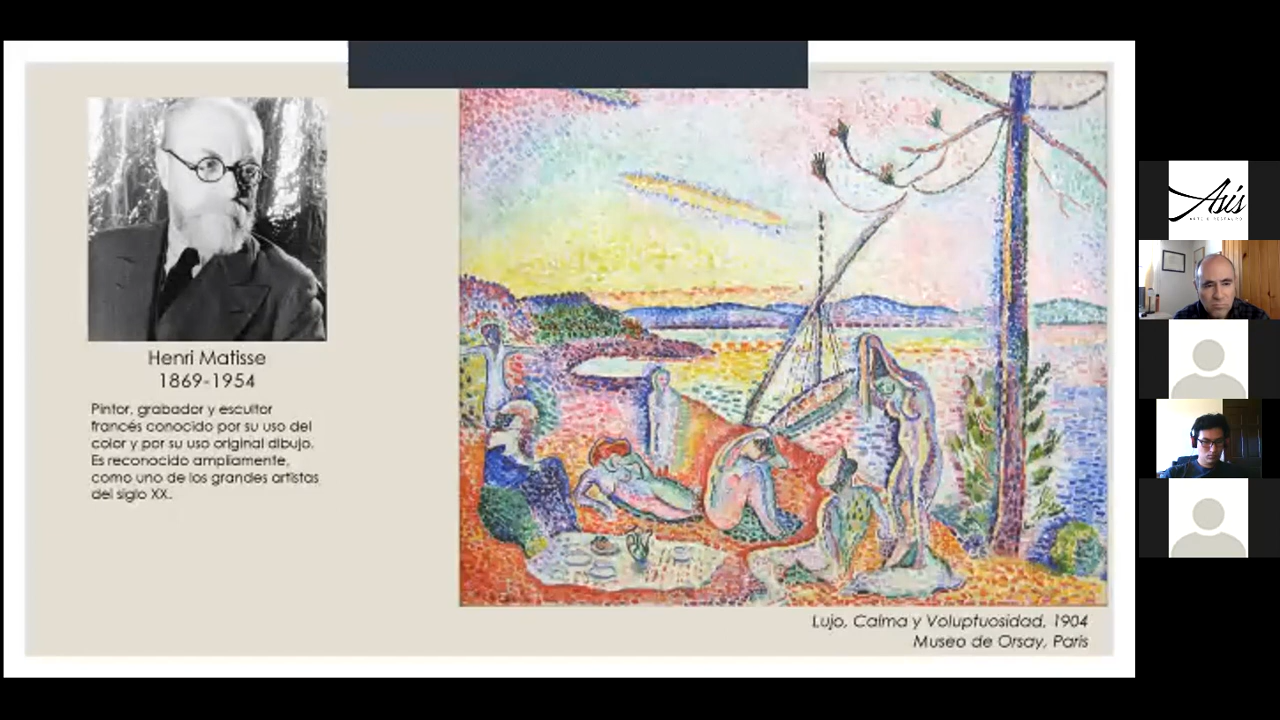 Henri Matisse
1869-1954
Pintor, grabador y escultor
francés conocido por su uso del
color y por su uso original dibujo.
Es reconocido ampliamente,
como uno de los grandes artistas
del siglo XX.
Lujo, Calma y Voluptuosidad, 1904
Museo de Orsay, Paris
Asís